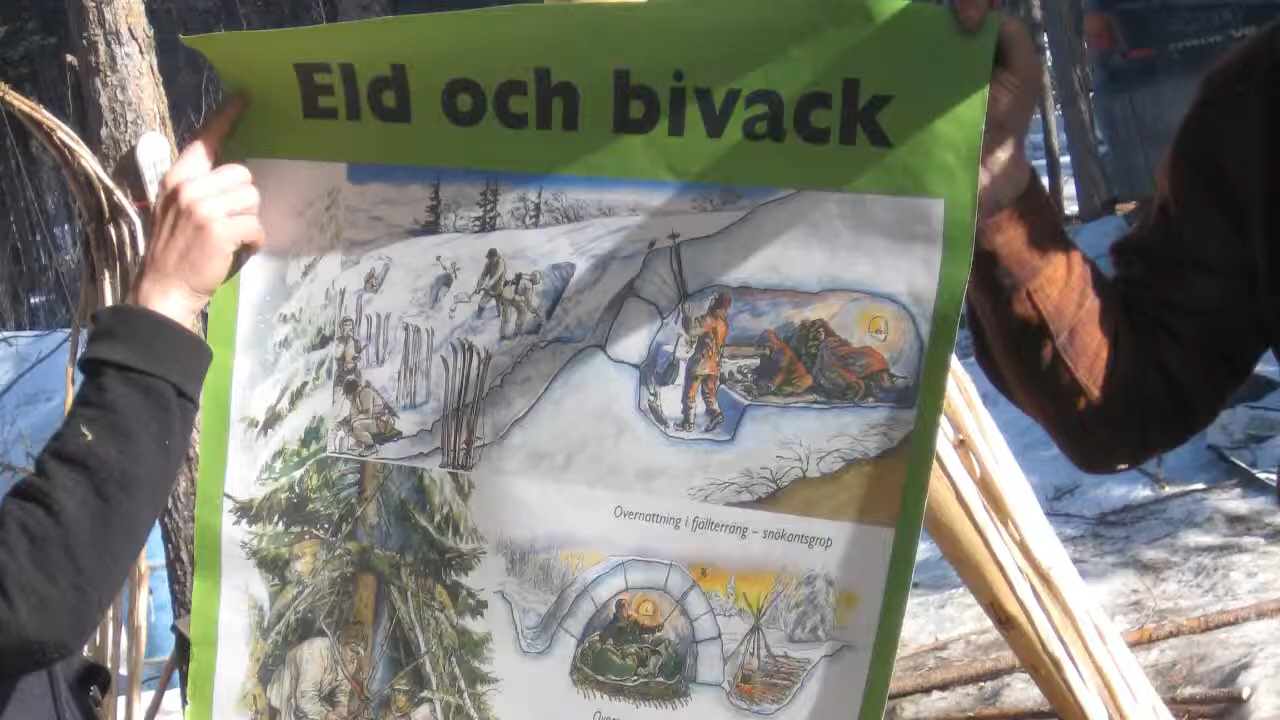 Eld och bivack
Övernattning i fjällterräng – snökantsgrop